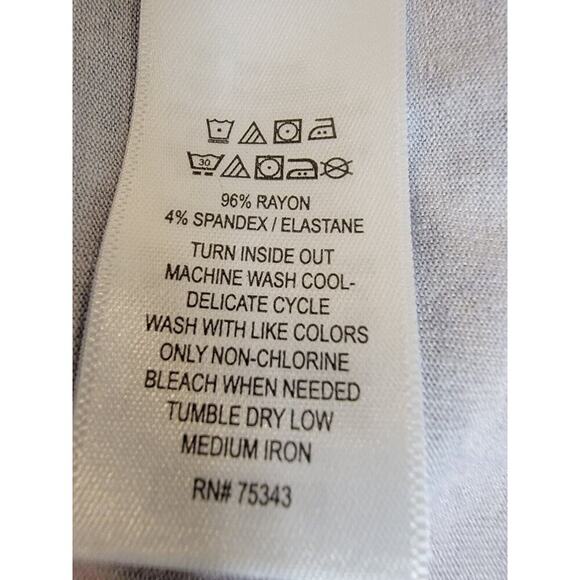 30
96% RAYON
4% SPANDEX / ELASTANE
TURN INSIDE OUT
MACHINE WASH COOL-
DELICATE CYCLE
WASH WITH LIKE COLORS
ONLY NON-CHLORINE
BLEACH WHEN NEEDED
TUMBLE DRY LOW
MEDIUM IRON
RN# 75343